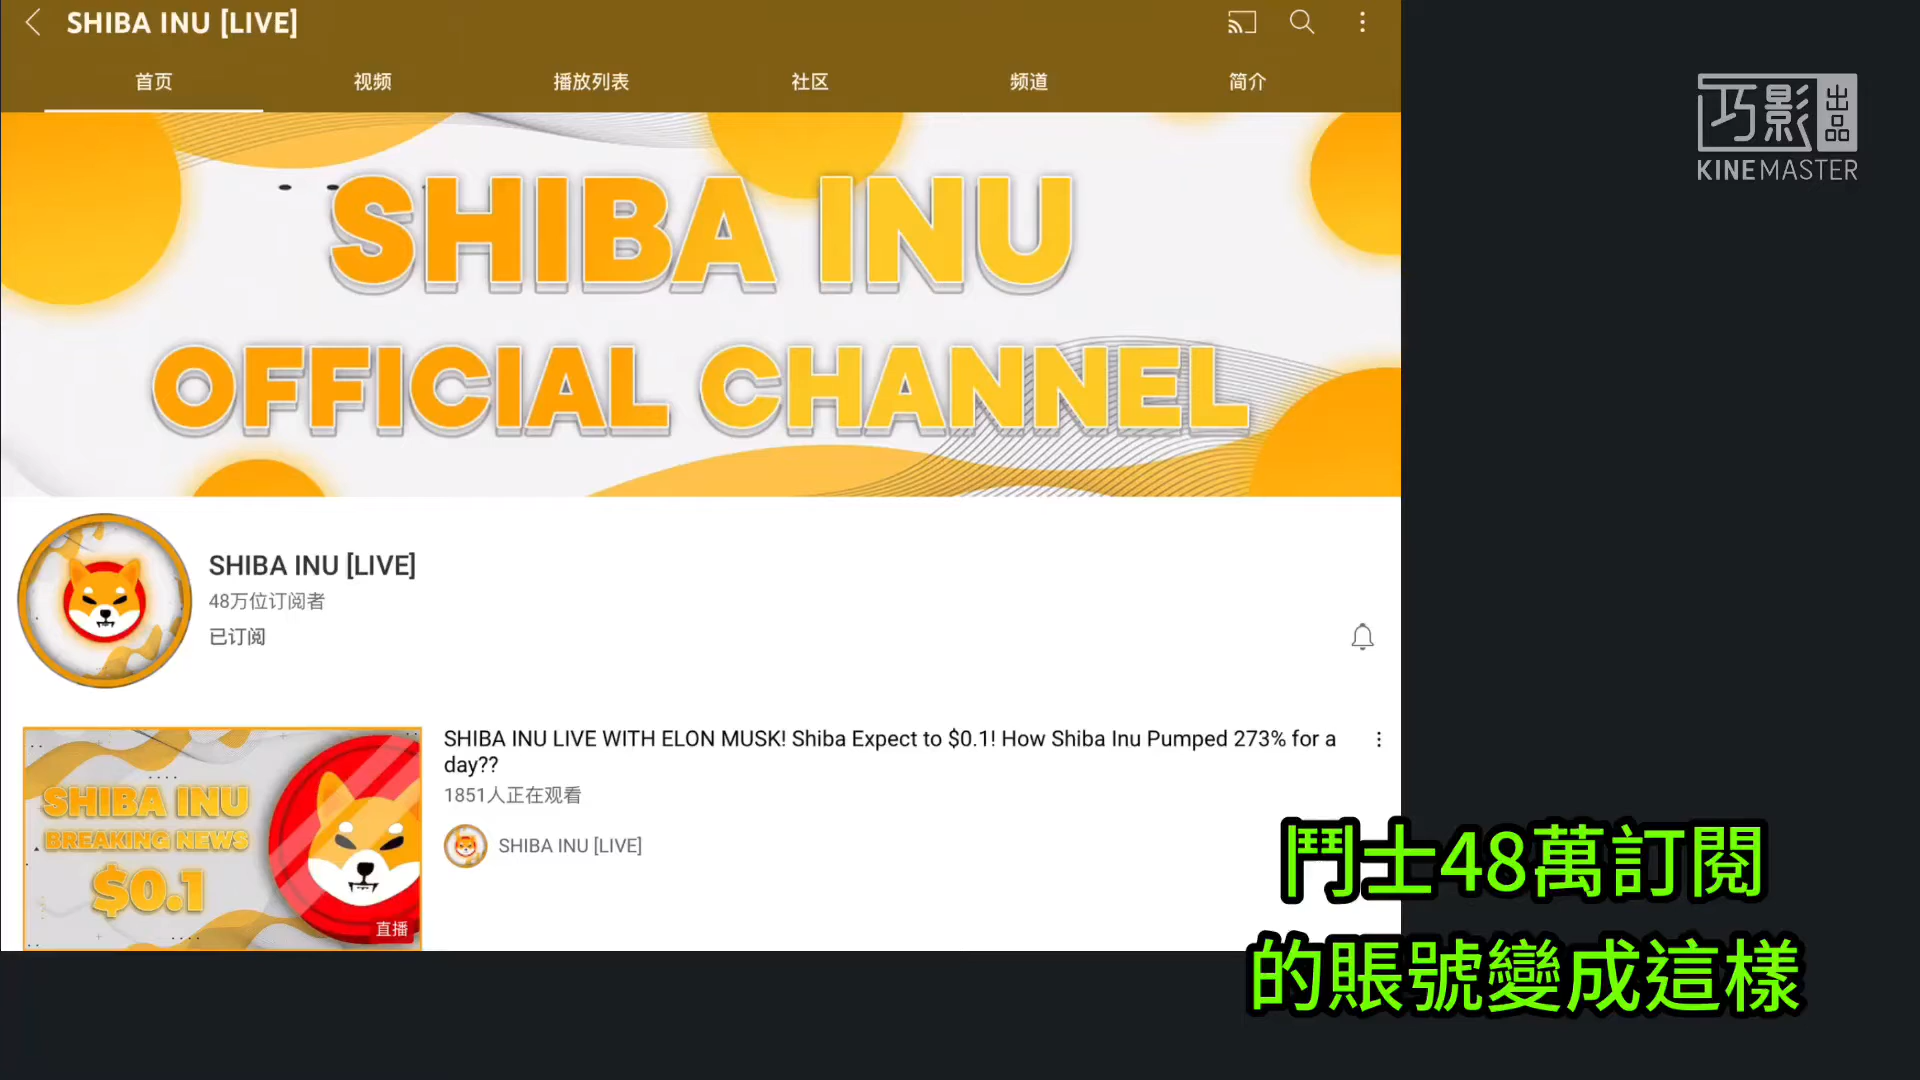 SHIBA INU [LIVE]
首页 视频 播放列表 社区 频道 简介
SHIBA INU
OFFICIAL CHANNEL
SHIBA INU [LIVE]
48万位订阅者
已订阅
SHIBA INU
BREAKING NEWS
$0.1
直播
SHIBA INU LIVE WITH ELON MUSK! Shiba Expect to $0.1! How Shiba Inu Pumped 273% for a
day??
1851人正在观看
SHIBA INU [LIVE]
巧影出品
KINEMASTER
鬥士48萬訂閱
的賬號變成這樣